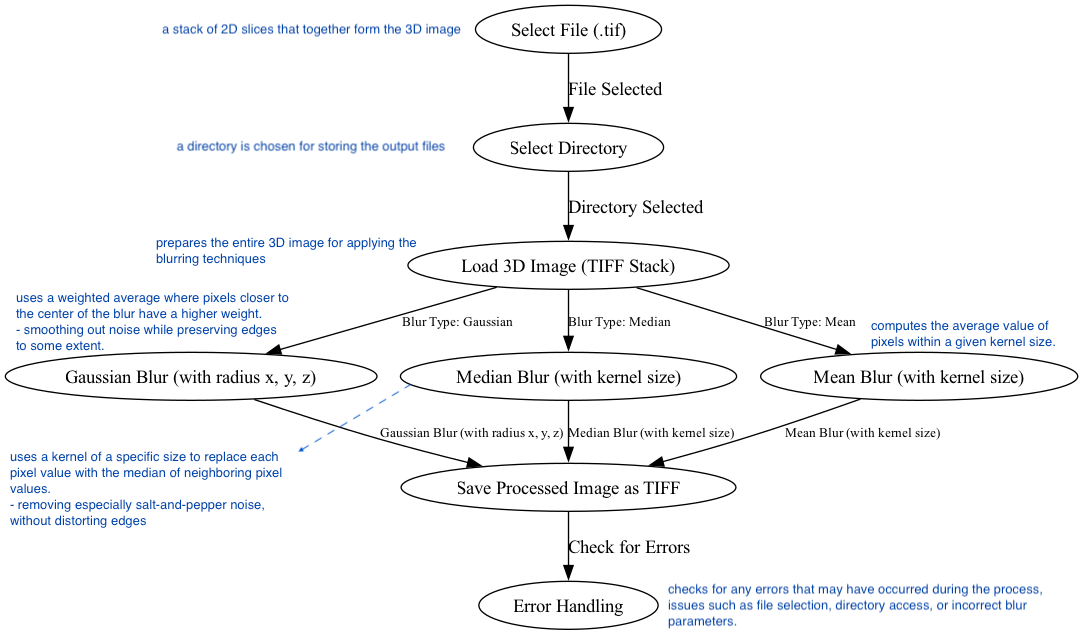 a stack of 2D slices that together form the 3D image
Select File (.tif)
File Selected
a directory is chosen for storing the output files
Select Directory
Directory Selected
prepares the entire 3D image for applying the
blurring techniques
Load 3D Image (TIFF Stack)
uses a weighted average where pixels closer to
the center of the blur have a higher weight.
- smoothing out noise while preserving edges
to some extent.
Blur Type: Gaussian
Blur Type: Median
Blur Type: Mean
computes the average value of
pixels within a given kernel size.
Gaussian Blur (with radius x, y, z)
Median Blur (with kernel size)
Mean Blur (with kernel size)
Gaussian Blur (with radius x, y, z)
Median Blur (with kernel size)
Mean Blur (with kernel size)
uses a kernel of a specific size to replace each
pixel value with the median of neighboring pixel
values.
- removing especially salt-and-pepper noise,
without distorting edges
Save Processed Image as TIFF
Check for Errors
Error Handling
checks for any errors that may have occurred during the process,
issues such as file selection, directory access, or incorrect blur
parameters.